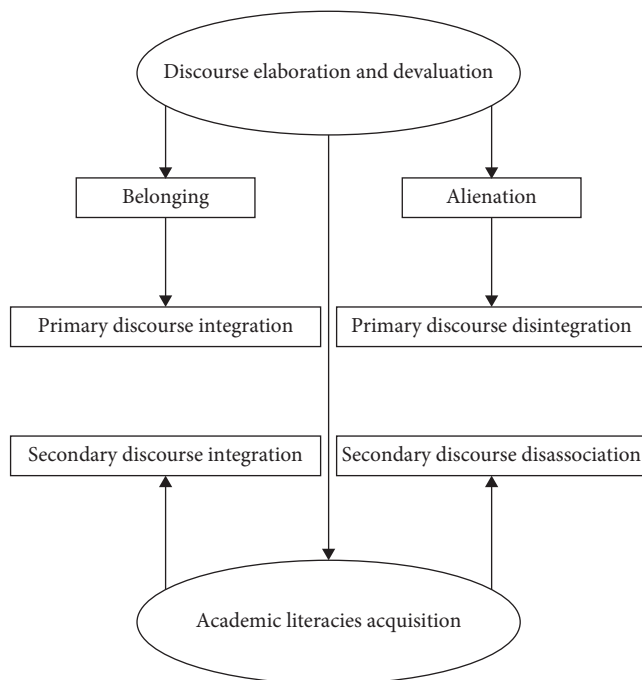 Discourse elaboration and devaluation
Belonging
Alienation
Primary discourse integration
Primary discourse disintegration
Secondary discourse integration
Secondary discourse disassociation
Academic literacies acquisition